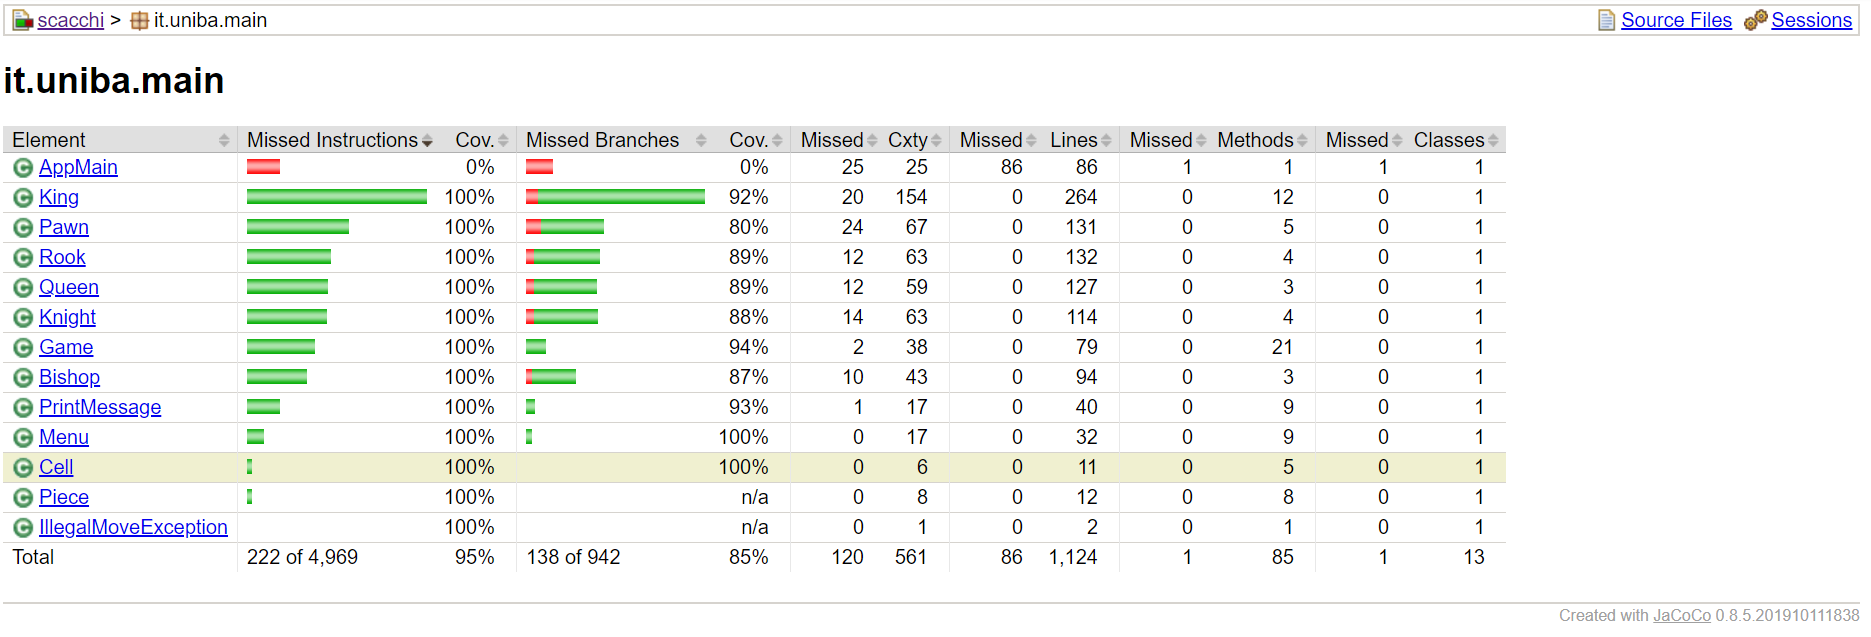 scacchi > it.uniba.main Source Files Sessions
it.uniba.main
Element Missed Instructions Cov. Missed Branches Cov. Missed Cxty Missed Lines Missed Methods Missed Classes
AppMain 0% 0% 25 25 86 86 1 1 1 1
King 100% 92% 20 154 0 264 0 12 0 1
Pawn 100% 80% 24 67 0 131 0 5 0 1
Rook 100% 89% 12 63 0 132 0 4 0 1
Queen 100% 89% 12 59 0 127 0 3 0 1
Knight 100% 88% 14 63 0 114 0 4 0 1
Game 100% 94% 2 38 0 79 0 21 0 1
Bishop 100% 87% 10 43 0 94 0 3 0 1
PrintMessage 100% 93% 1 17 0 40 0 9 0 1
Menu 100% 100% 0 17 0 32 0 9 0 1
Cell 100% 100% 0 6 0 11 0 5 0 1
Piece 100% n/a 0 8 0 12 0 8 0 1
IllegalMoveException 100% n/a 0 1 0 2 0 1 0 1
Total 222 of 4,969 95% 138 of 942 85% 120 561 86 1,124 1 85 1 13
Created with JaCoCo 0.8.5.201910111838